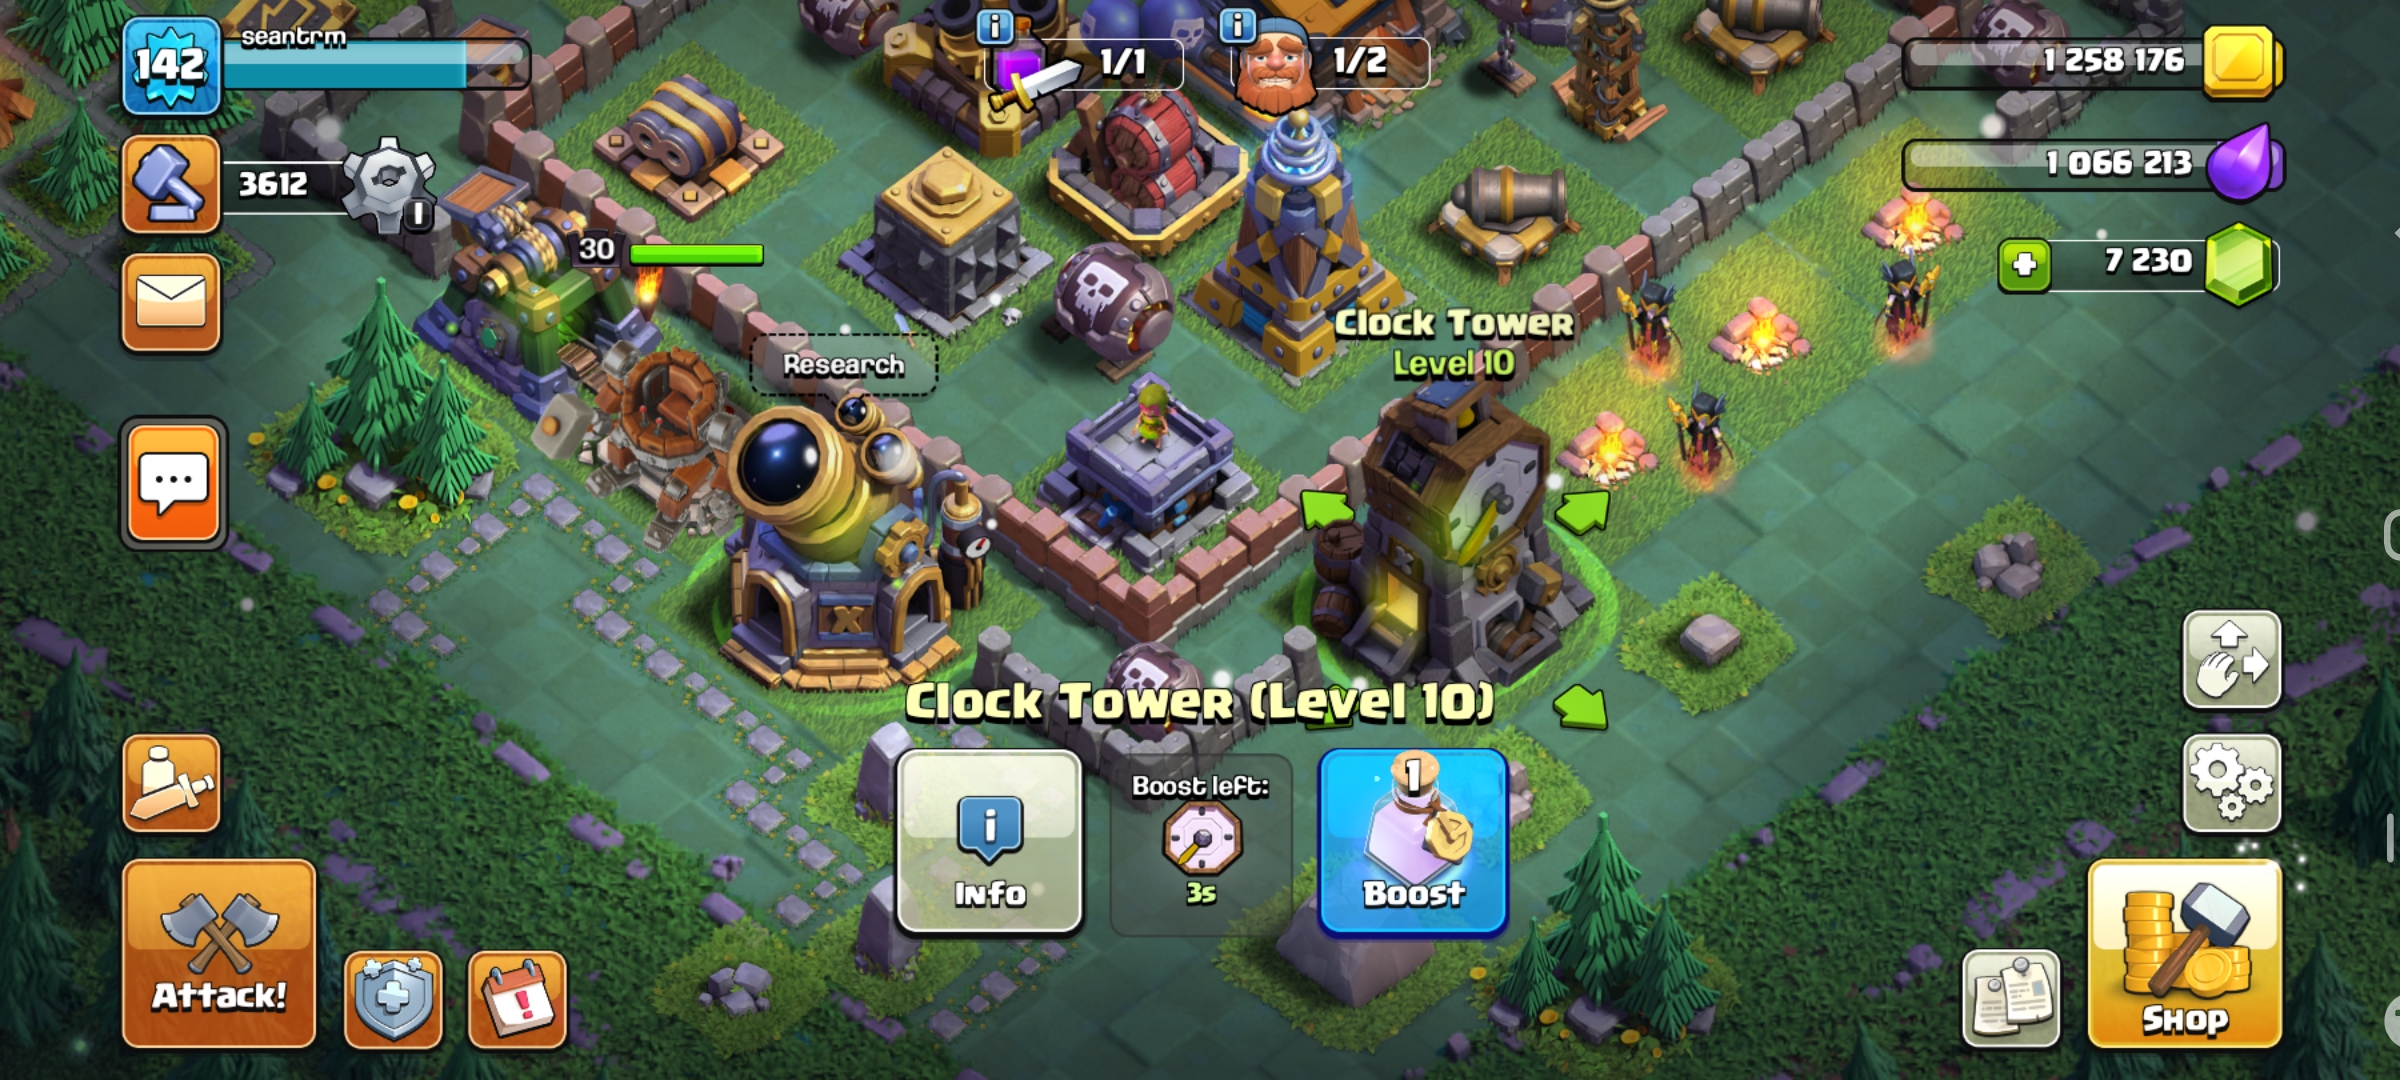 142
seantrm
1/1
1/2
1 258 176
3612
I
1 066 213
7 230
30
Research
Clock Tower
Level 10
Clock Tower (Level 10)
Info
Boost left:
3s
1
Boost
Attack!
Shop